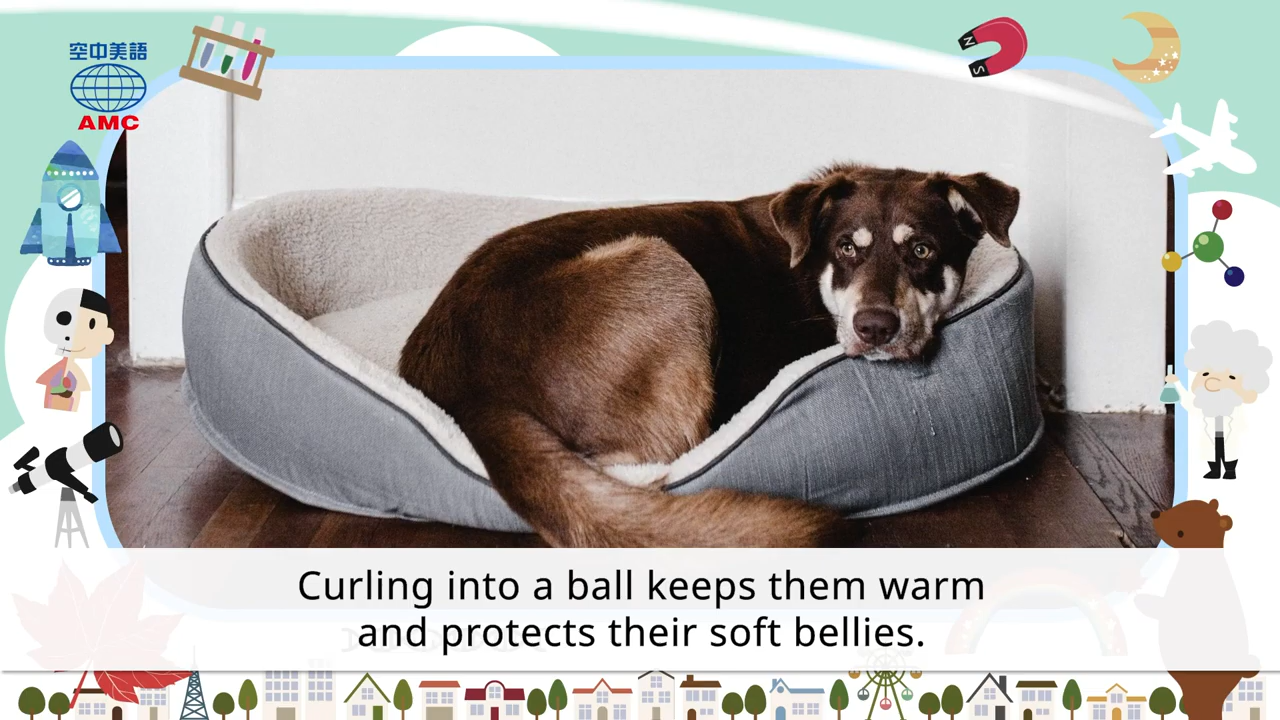 空中美語
AMC
N
S
Curling into a ball keeps them warm
and protects their soft bellies.